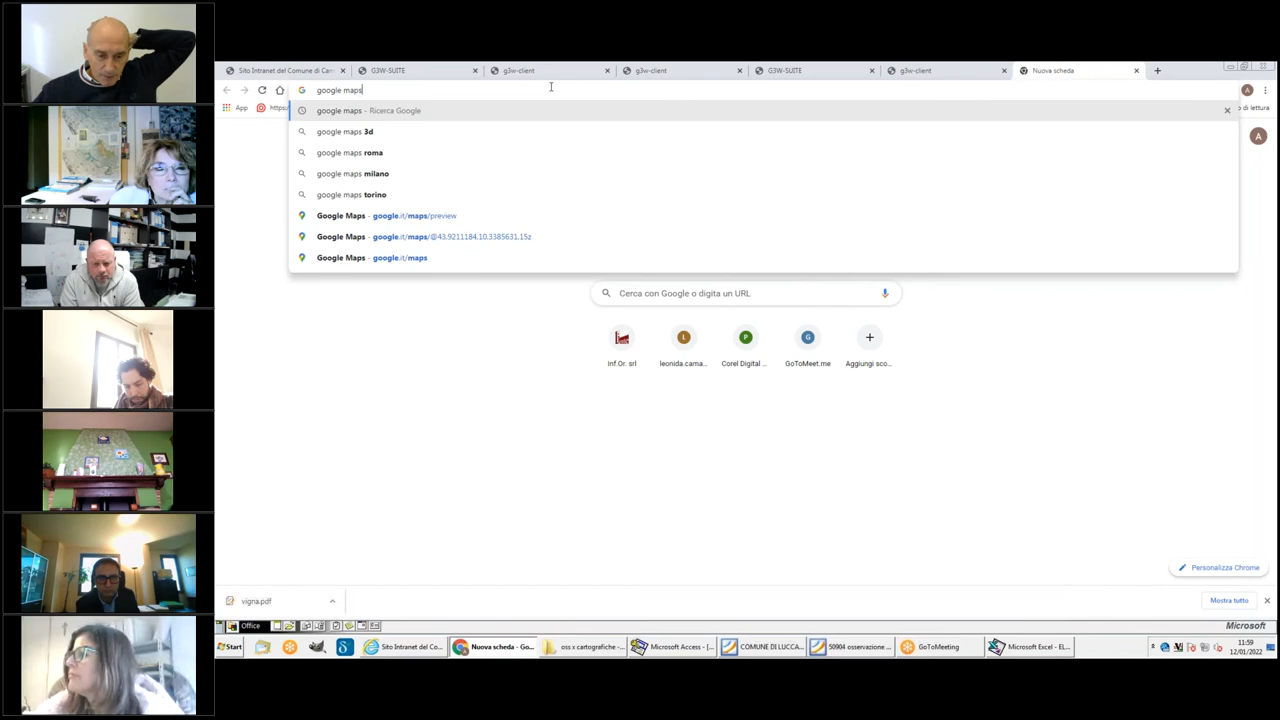 Sito Intranet del Comune di Cam
G3W-SUITE
g3w-client
g3w-client
G3W-SUITE
g3w-client
Nuova scheda
google maps
App
https:
di lettura
A
google maps - Ricerca Google
google maps 3d
google maps roma
google maps milano
google maps torino
Google Maps - google.it/maps/preview
Google Maps - google.it/maps/@43.9211184,10.3385631,15z
Google Maps - google.it/maps
A
Cerca con Google o digita un URL
L
P
G
Inf.Or. srl
leonida.cama...
Corel Digital ...
GoToMeet.me
Aggiungi sco...
Personalizza Chrome
vigna.pdf
Mostra tutto
Office
Microsoft
Start
Sito Intranet del Co...
Nuova scheda - Go...
oss x cartografiche -...
Microsoft Access - [...
COMUNE DI LUCCA...
50904 osservazione ...
GoToMeeting
Microsoft Excel - EL...
11:59
12/01/2022